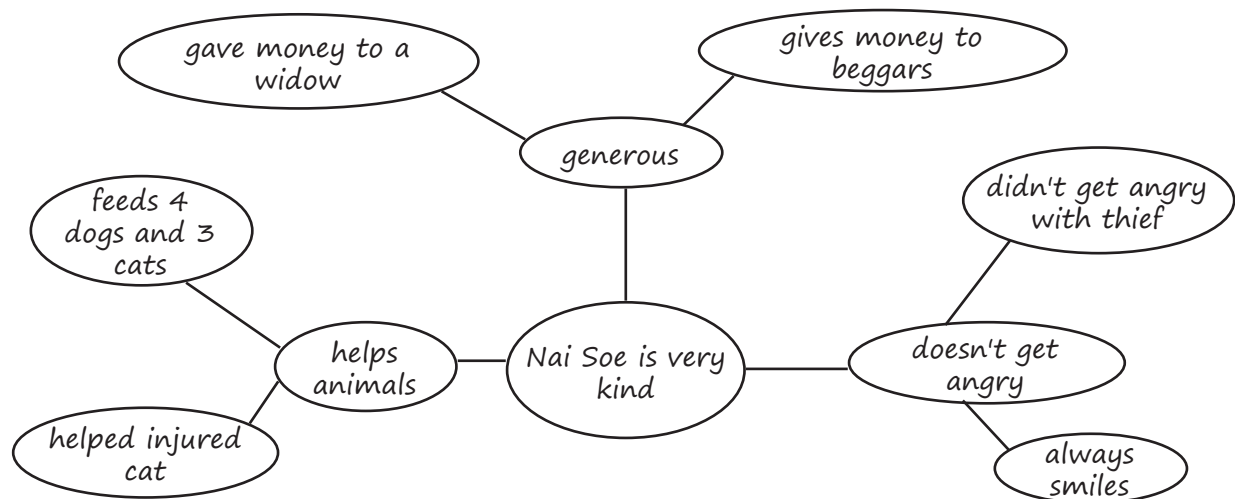 gave money to a
widow
gives money to
beggars
generous
feeds 4
dogs and 3
cats
didn't get angry
with thief
helps
animals
Nai Soe is very
kind
doesn't get
angry
helped injured
cat
always
smiles